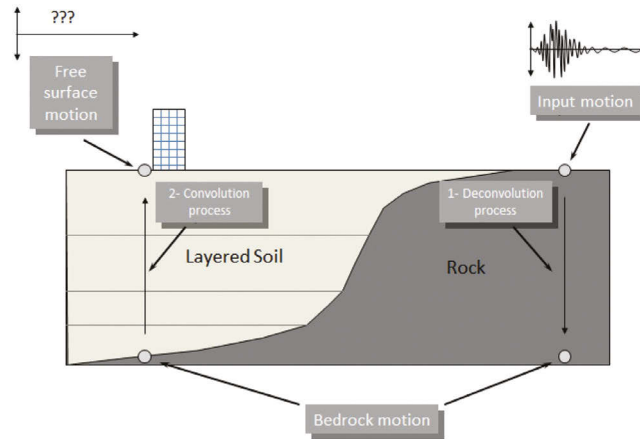 ???
Free
surface
motion
Input motion
2- Convolution
process
1- Deconvolution
process
Layered Soil
Rock
Bedrock motion